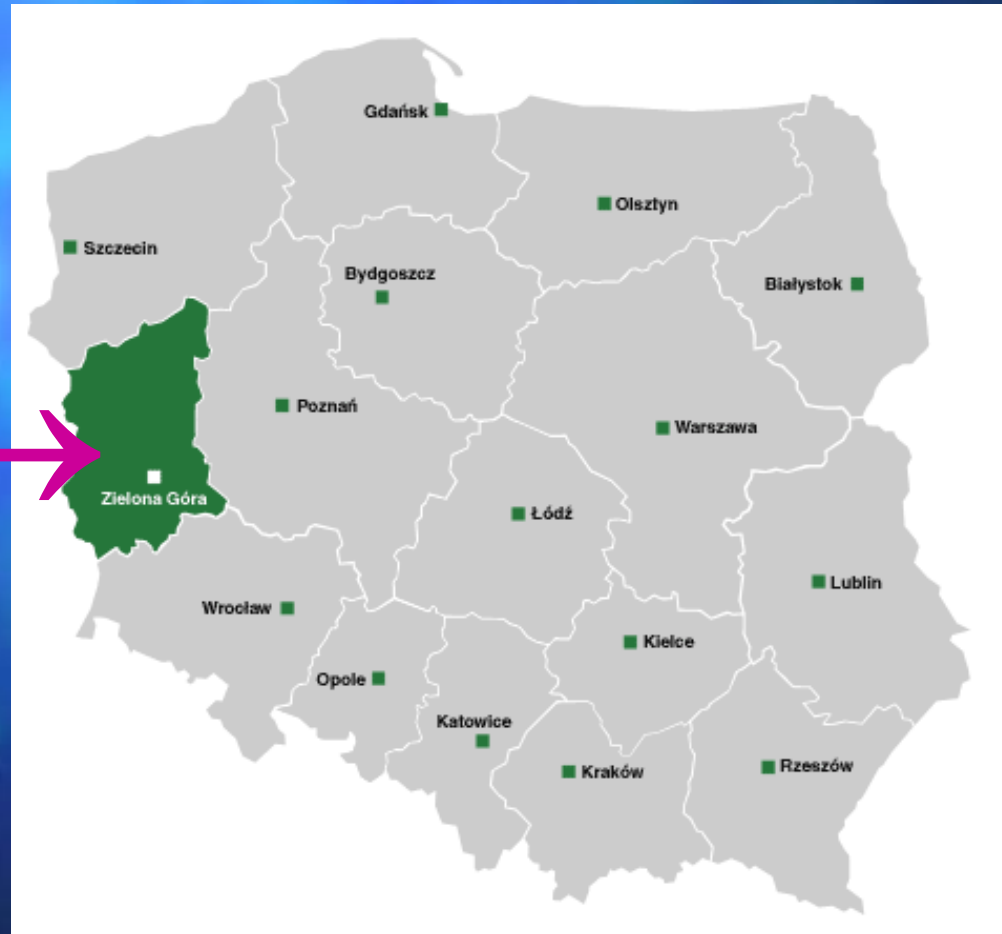 Gdańsk
Olsztyn
Szczecin
Bydgoszcz
Białystok
Poznań
Warszawa
Zielona Góra
Łódź
Lublin
Wrocław
Kielce
Opole
Katowice
Kraków
Rzeszów